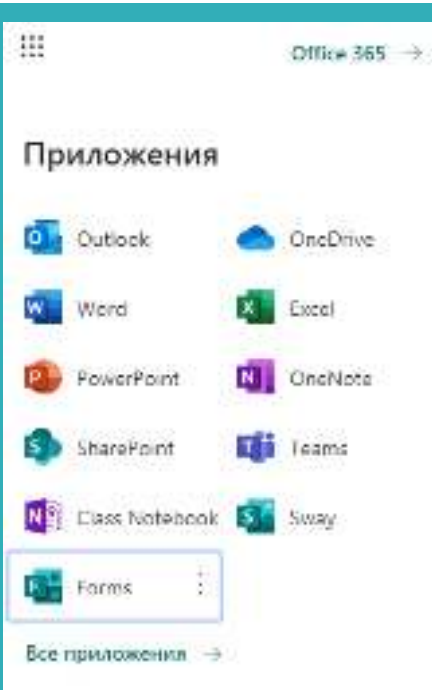 Office 365 →
Приложения
Outlook OneDrive
Word Excel
PowerPoint OneNote
SharePoint Teams
Class Notebook Sway
Forms
Все приложения →